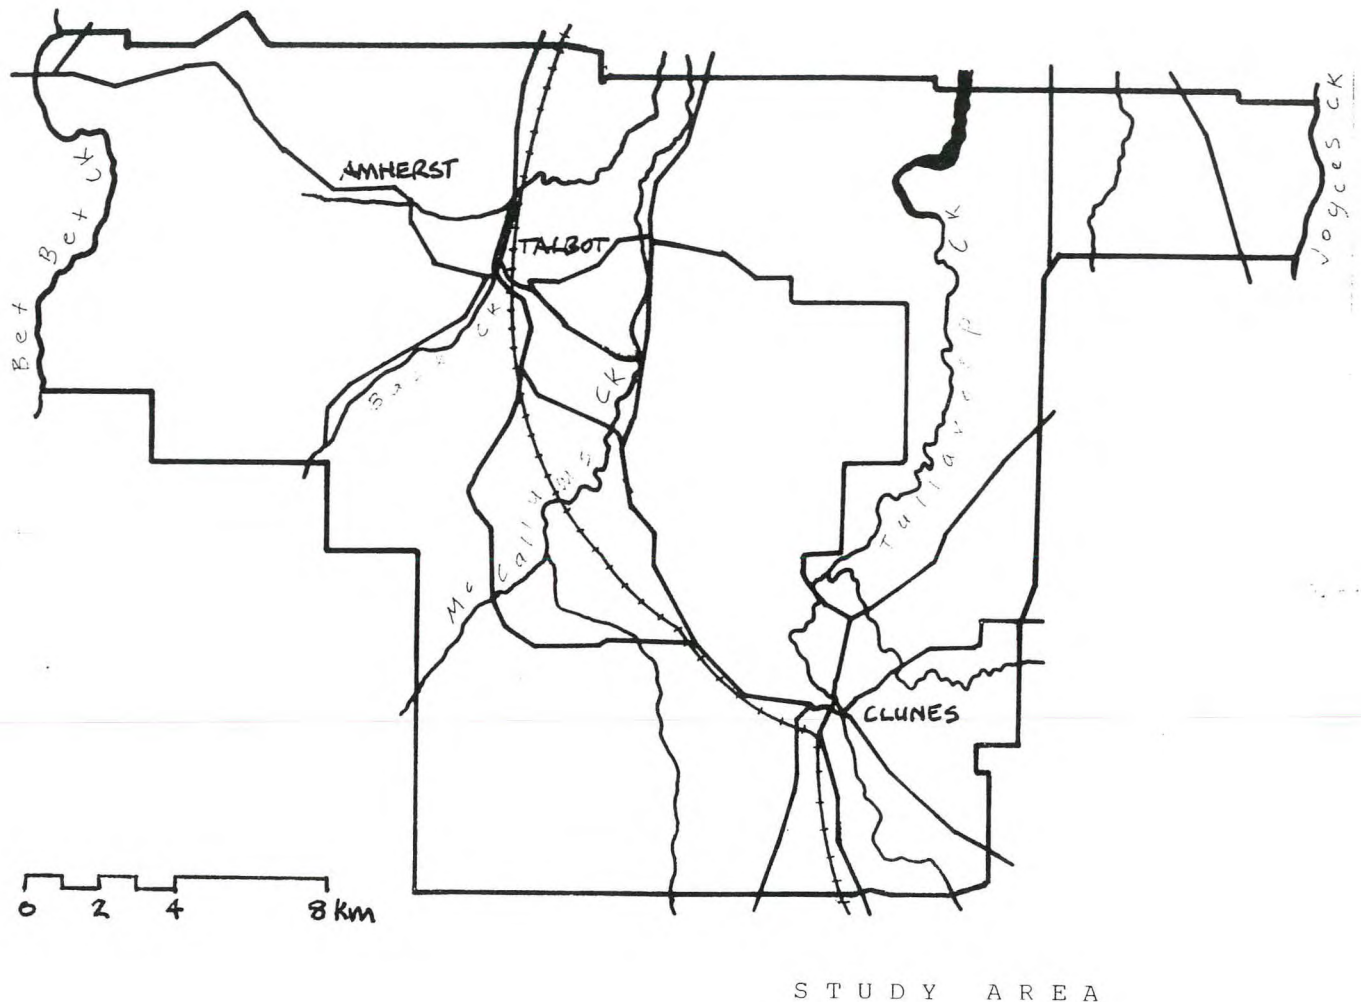 AMHERST
TALBOT
CLUNES
Bet Bet CK
CK
McCallums CK
Tullaroop CK
Joyces CK
0 2 4 8 km
STUDY AREA